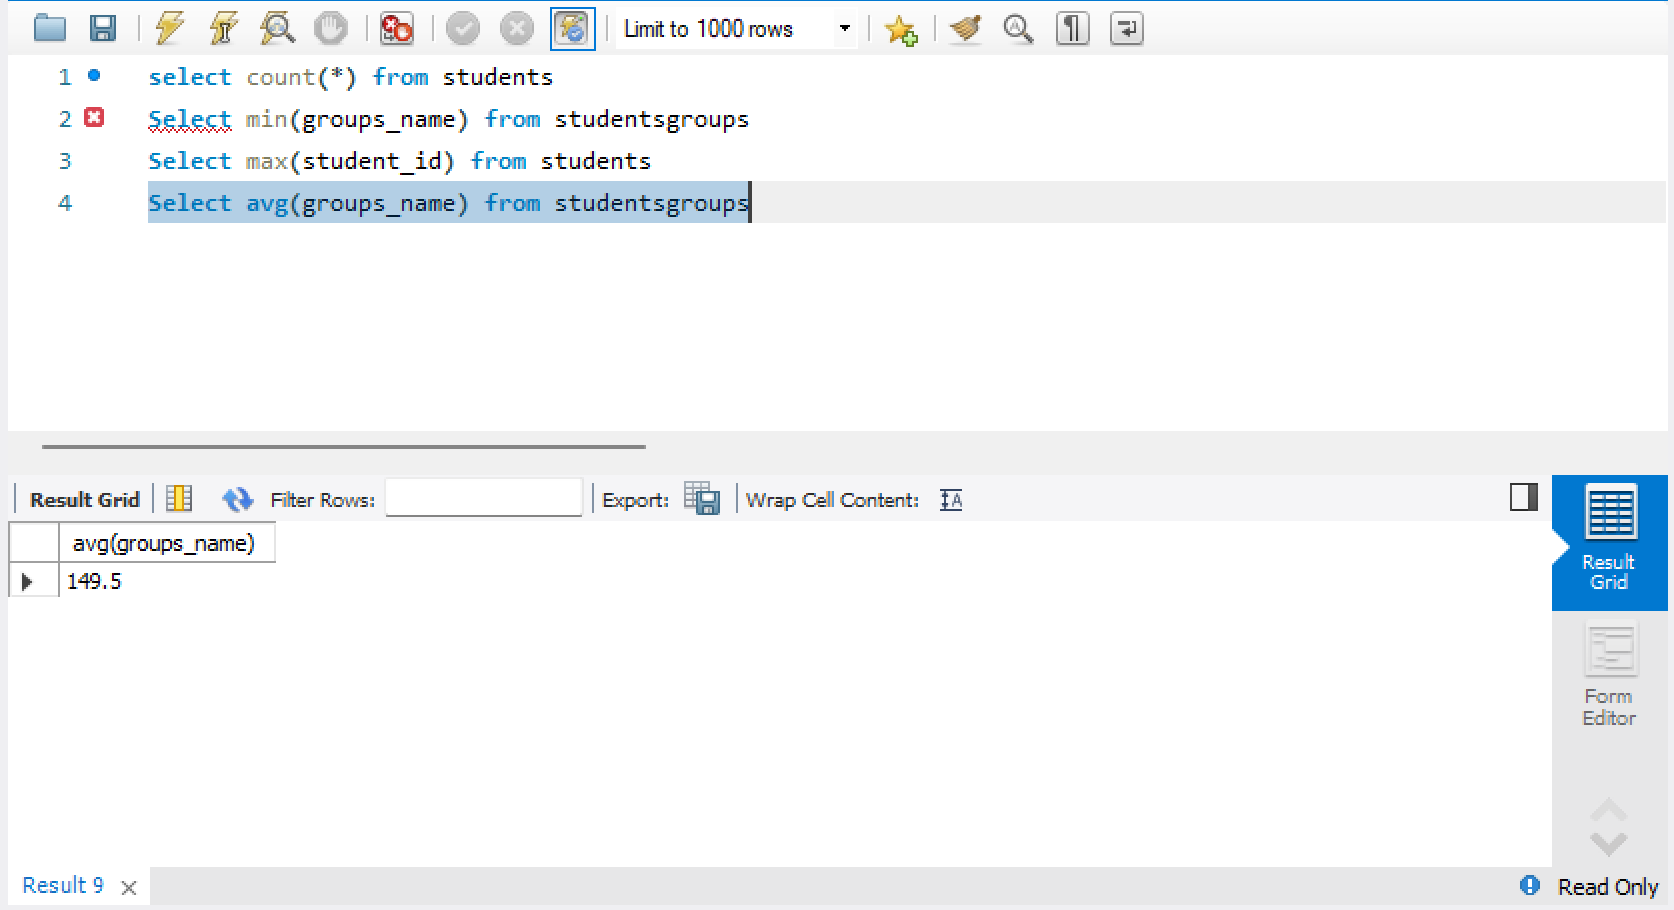 Limit to 1000 rows
1 select count(*) from students
2 Select min(groups_name) from studentsgroups
3 Select max(student_id) from students
4 Select avg(groups_name) from studentsgroups
Result Grid Filter Rows: Export: Wrap Cell Content:
avg(groups_name)
149.5
Result
Grid
Form
Editor
Result 9
Read Only